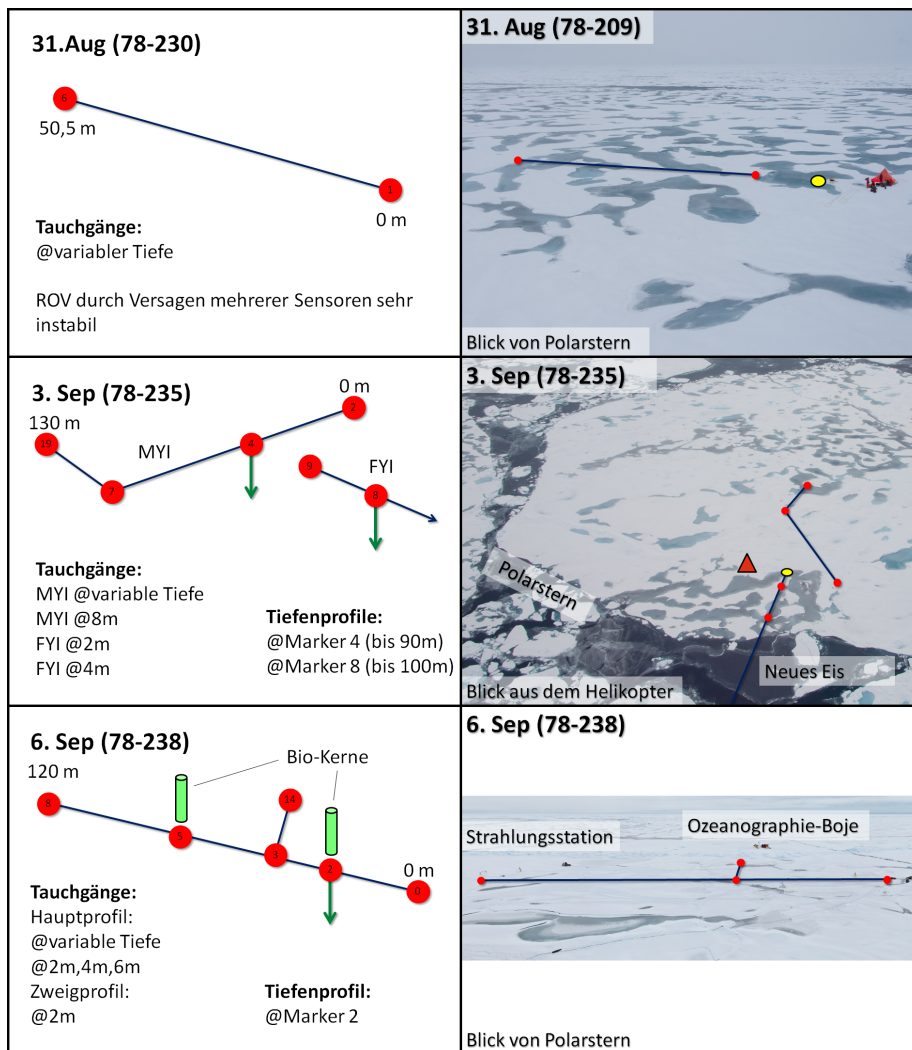 31.Aug (78-230)
6
50,5 m
1
0 m
Tauchgänge:
@variabler Tiefe
ROV durch Versagen mehrerer Sensoren sehr
instabil
31. Aug (78-209)
Blick von Polarstern
3. Sep (78-235)
0 m
2
130 m
19
MYI
4
7
9
FYI
8
Tauchgänge:
MYI @variable Tiefe
MYI @8m
FYI @2m
FYI @4m
Tiefenprofile:
@Marker 4 (bis 90m)
@Marker 8 (bis 100m)
3. Sep (78-235)
Polarstern
Neues Eis
Blick aus dem Helikopter
6. Sep (78-238)
Bio-Kerne
120 m
8
5
14
3
2
0 m
0
Tauchgänge:
Hauptprofil:
@variable Tiefe
@2m,4m,6m
Zweigprofil:
@2m
Tiefenprofil:
@Marker 2
6. Sep (78-238)
Strahlungsstation
Ozeanographie-Boje
Blick von Polarstern